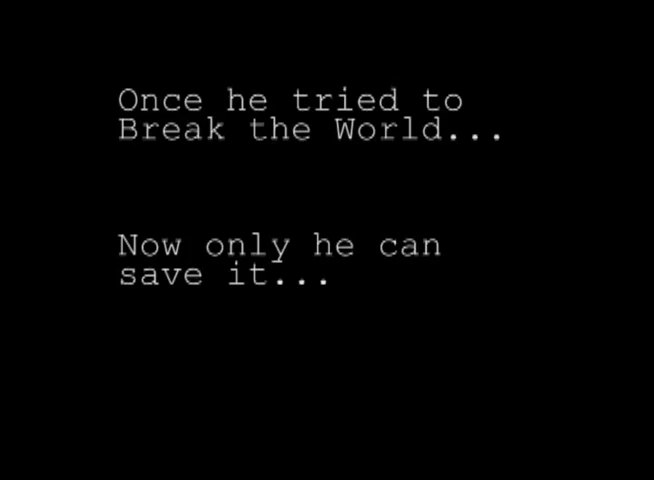 Once he tried to
Break the World...
Now only he can
save it...